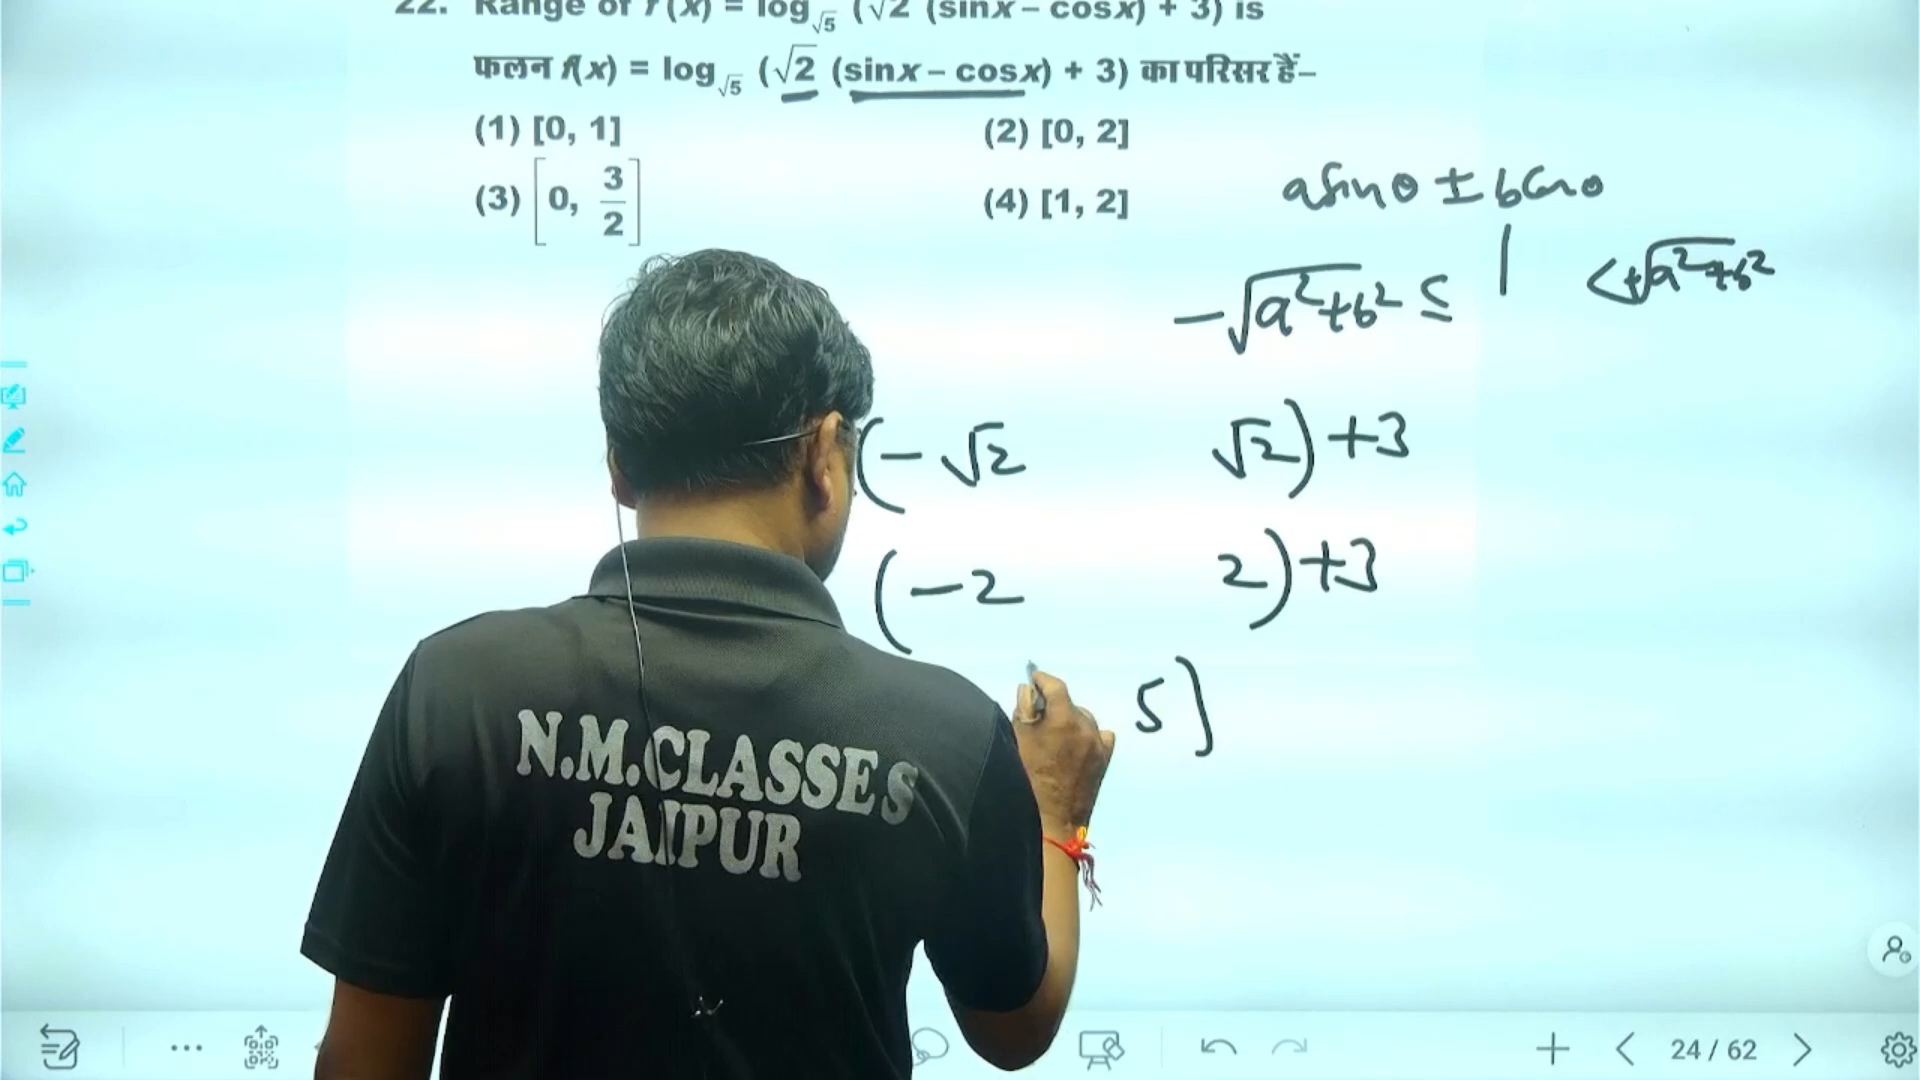 22. Range of f (x) = log√5 (√2 (sinx – cosx) + 3) is
फलन f(x) = log√5 (√2 (sinx – cosx) + 3) का परिसर हैं–
(1) [0, 1] (2) [0, 2]
(3) [0, 3/2] (4) [1, 2]
asinθ ± bcosθ
-√a²+b² ≤ | <+√a²+b²
(-√2 √2)+3
(-2 2)+3
5]
N.M.CLASSES
JAIPUR
24 / 62